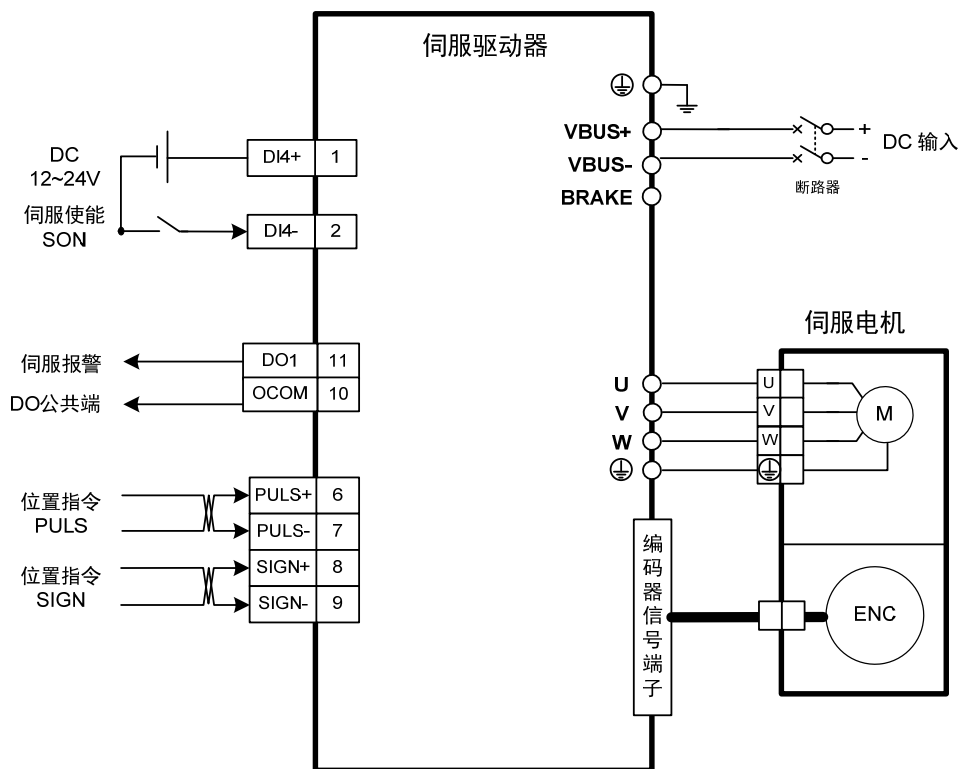 伺服驱动器
VBUS+
VBUS-
BRAKE
+
-
DC 输入
断路器
DC
12~24V
伺服使能
SON
DI4+ 1
DI4- 2
伺服报警
DO公共端
DO1 11
OCOM 10
位置指令
PULS
位置指令
SIGN
PULS+ 6
PULS- 7
SIGN+ 8
SIGN- 9
伺服电机
U
V
W
U
V
W
M
编码器信号端子
ENC